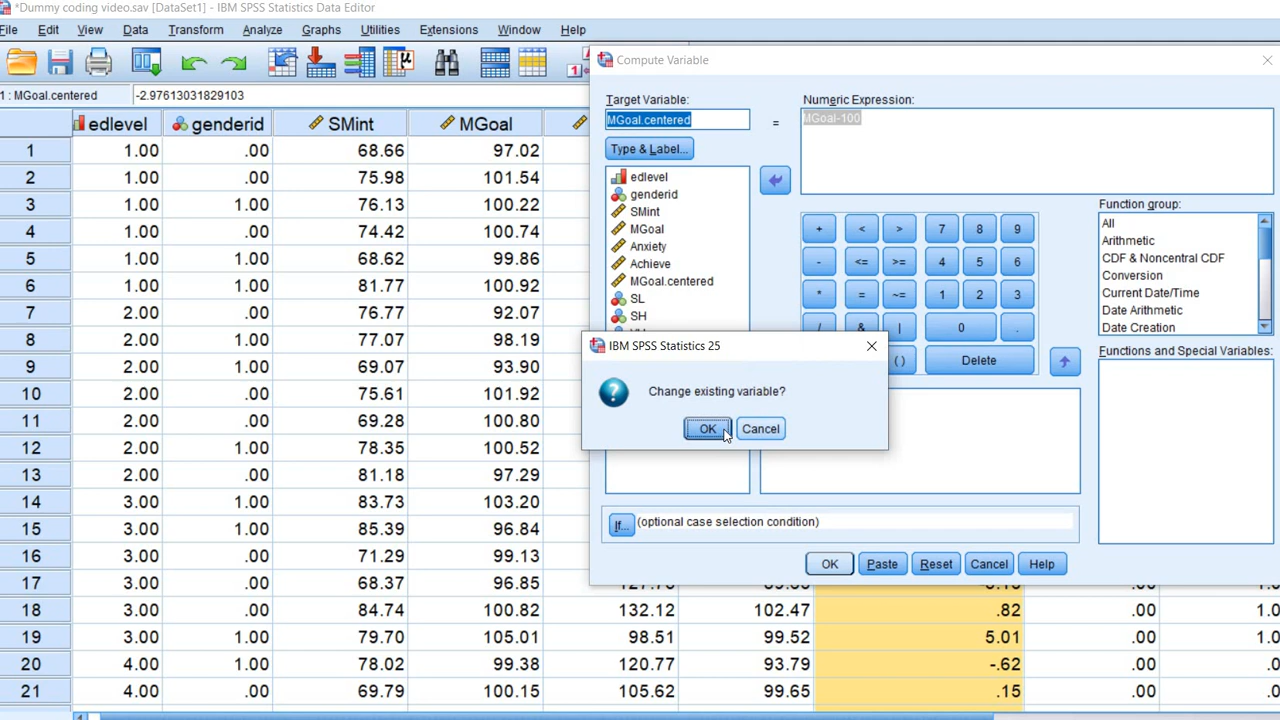 *Dummy coding video.sav [DataSet1] - IBM SPSS Statistics Data Editor
File Edit View Data Transform Analyze Graphs Utilities Extensions Window Help
Compute Variable
1 : MGoal.centered -2.97613031829103
Target Variable:
MGoal.centered
=
Numeric Expression:
MGoal-100
Type & Label...
edlevel
genderid
SMint
MGoal
Anxiety
Achieve
MGoal.centered
SL
SH
+ < > 7 8 9
- <= >= 4 5 6
* = ~= 1 2 3
/ & | 0 .
( ) Delete
Function group:
All
Arithmetic
CDF & Noncentral CDF
Conversion
Current Date/Time
Date Arithmetic
Date Creation
Functions and Special Variables:
IBM SPSS Statistics 25
Change existing variable?
OK Cancel
If... (optional case selection condition)
OK Paste Reset Cancel Help
edlevel genderid SMint MGoal
1 1.00 .00 68.66 97.02
2 1.00 .00 75.98 101.54
3 1.00 .00 76.13 100.22
4 1.00 .00 74.42 100.74
5 1.00 .00 68.62 99.86
6 1.00 .00 81.77 100.92
7 2.00 .00 76.77 92.07
8 2.00 1.00 77.07 98.19
9 2.00 1.00 69.07 93.90
10 2.00 1.00 75.61 101.92
11 2.00 1.00 69.28 100.80
12 2.00 1.00 78.35 100.52
13 2.00 .00 81.18 97.29
14 3.00 1.00 83.73 103.20
15 3.00 1.00 85.39 96.84
16 3.00 .00 71.29 99.13
17 3.00 .00 68.37 96.85
18 3.00 .00 84.74 100.82 132.12 102.47 .82 .00 1.0
19 3.00 1.00 79.70 105.01 98.51 99.52 5.01 .00 1.0
20 4.00 1.00 78.02 99.38 120.77 93.79 -.62 .00 .0
21 4.00 .00 69.79 100.15 105.62 99.65 .15 .00 .0